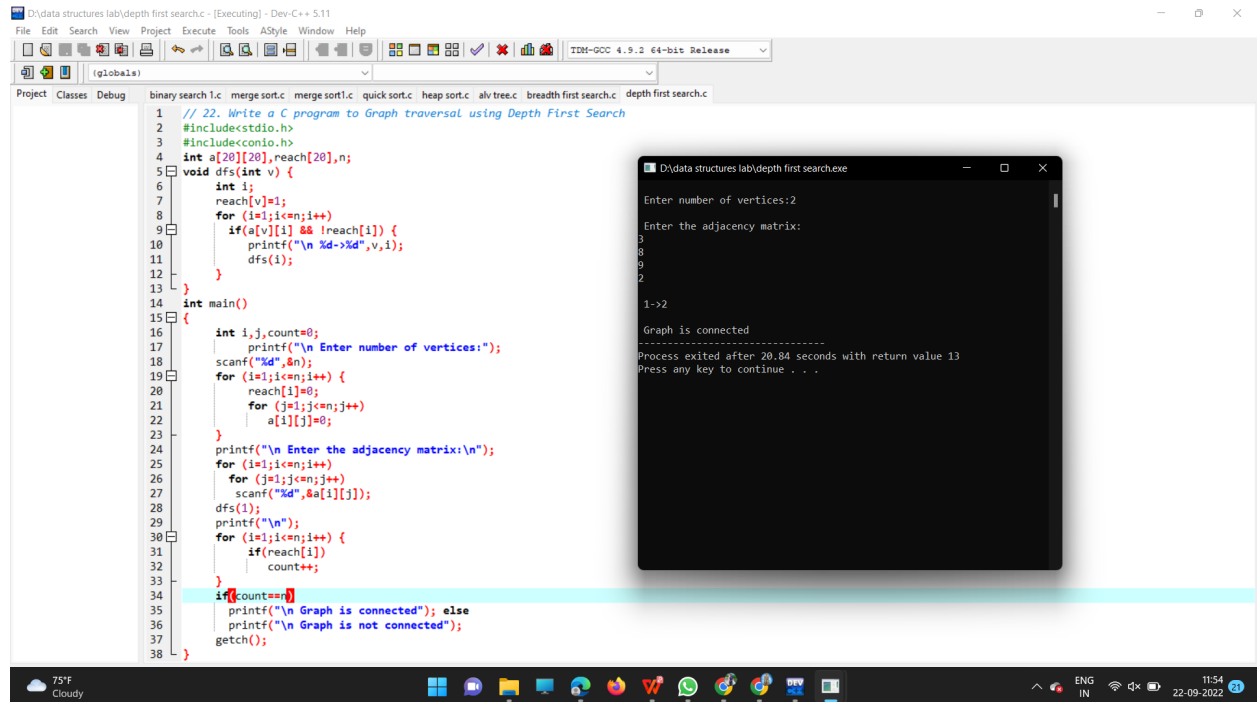 D:\data structures lab\depth first search.c - [Executing] - Dev-C++ 5.11
File Edit Search View Project Execute Tools AStyle Window Help
TDM-GCC 4.9.2 64-bit Release
(globals)
Project Classes Debug
binary search 1.c merge sort.c merge sort1.c quick sort.c heap sort.c alv tree.c breadth first search.c depth first search.c
1 // 22. Write a C program to Graph traversal using Depth First Search
2 #include<stdio.h>
3 #include<conio.h>
4 int a[20][20],reach[20],n;
5 void dfs(int v) {
6 int i;
7 reach[v]=1;
8 for (i=1;i<=n;i++)
9 if(a[v][i] && !reach[i]) {
10 printf("\n %d->%d",v,i);
11 dfs(i);
12 }
13 }
14 int main()
15 {
16 int i,j,count=0;
17 printf("\n Enter number of vertices:");
18 scanf("%d",&n);
19 for (i=1;i<=n;i++) {
20 reach[i]=0;
21 for (j=1;j<=n;j++)
22 a[i][j]=0;
23 }
24 printf("\n Enter the adjacency matrix:\n");
25 for (i=1;i<=n;i++)
26 for (j=1;j<=n;j++)
27 scanf("%d",&a[i][j]);
28 dfs(1);
29 printf("\n");
30 for (i=1;i<=n;i++) {
31 if(reach[i])
32 count++;
33 }
34 if(count==n)
35 printf("\n Graph is connected"); else
36 printf("\n Graph is not connected");
37 getch();
38 }
D:\data structures lab\depth first search.exe
Enter number of vertices:2
Enter the adjacency matrix:
3
8
9
2
1->2
Graph is connected
--------------------------------
Process exited after 20.84 seconds with return value 13
Press any key to continue . . .
75°F
Cloudy
DEV
ENG
IN
11:54
22-09-2022
21